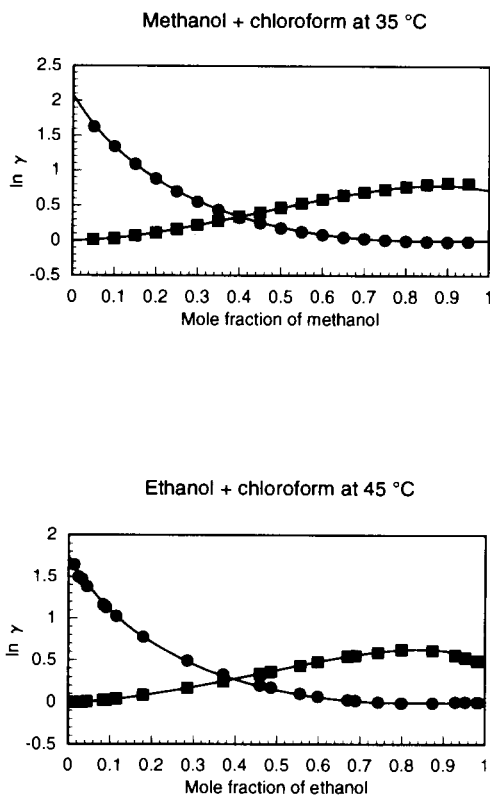 Methanol + chloroform at 35 °C
2.5
2
1.5
1
0.5
0
-0.5
ln γ
0 0.1 0.2 0.3 0.4 0.5 0.6 0.7 0.8 0.9 1
Mole fraction of methanol
Ethanol + chloroform at 45 °C
2
1.5
1
0.5
0
-0.5
ln γ
0 0.1 0.2 0.3 0.4 0.5 0.6 0.7 0.8 0.9 1
Mole fraction of ethanol